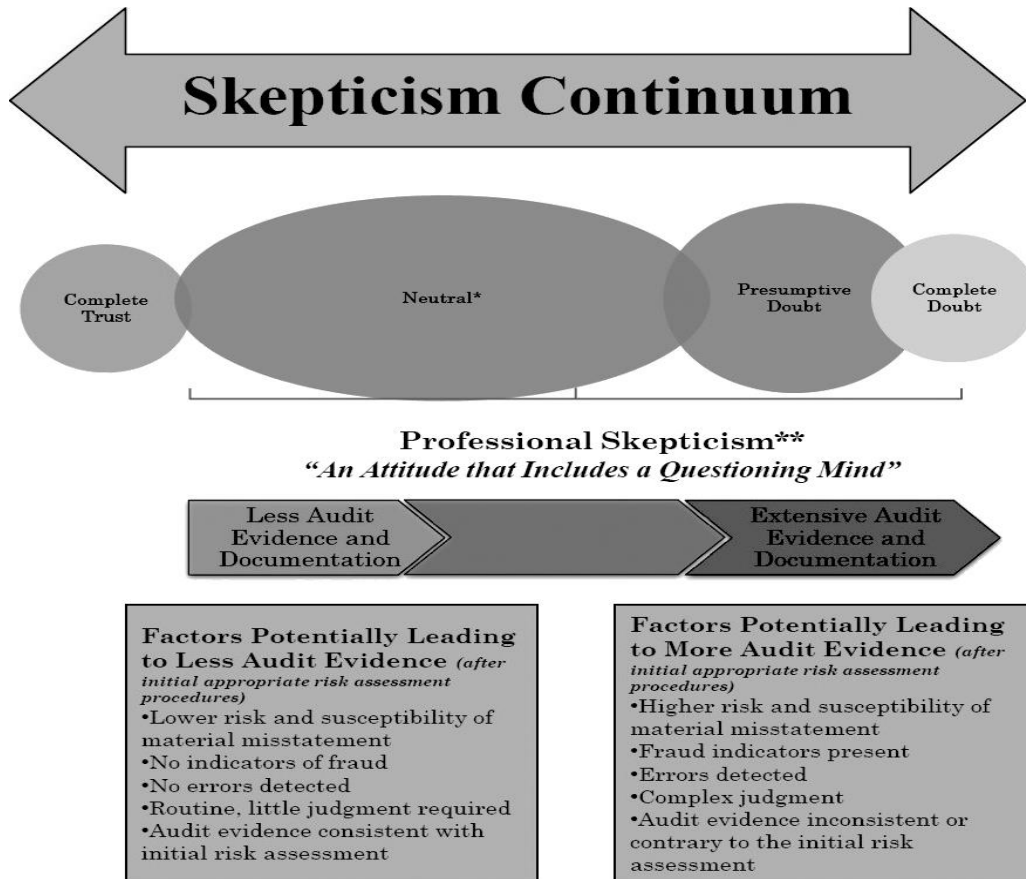 Skepticism Continuum
Complete
Trust
Neutral*
Presumptive
Doubt
Complete
Doubt
Professional Skepticism**
“An Attitude that Includes a Questioning Mind”
Less Audit
Evidence and
Documentation
Extensive Audit
Evidence and
Documentation
Factors Potentially Leading
to Less Audit Evidence (after
initial appropriate risk assessment
procedures)
•Lower risk and susceptibility of
material misstatement
•No indicators of fraud
•No errors detected
•Routine, little judgment required
•Audit evidence consistent with
initial risk assessment
Factors Potentially Leading
to More Audit Evidence (after
initial appropriate risk assessment
procedures)
•Higher risk and susceptibility of
material misstatement
•Fraud indicators present
•Errors detected
•Complex judgment
•Audit evidence inconsistent or
contrary to the initial risk
assessment